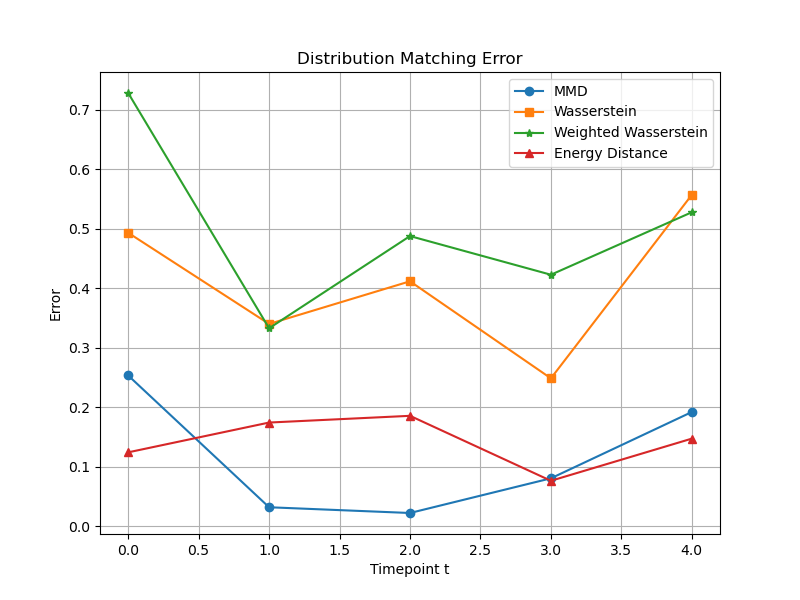 Distribution Matching Error
MMD
Wasserstein
Weighted Wasserstein
Energy Distance
Error
0.7
0.6
0.5
0.4
0.3
0.2
0.1
0.0
0.0 0.5 1.0 1.5 2.0 2.5 3.0 3.5 4.0
Timepoint t